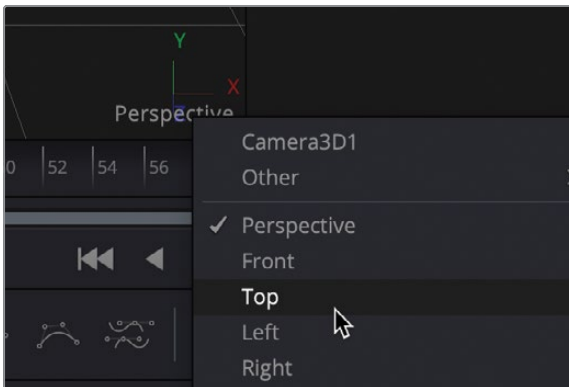 Y
X
Z
Perspective
Camera3D1
Other
0 52 54 56
Perspective
Front
Top
Left
Right